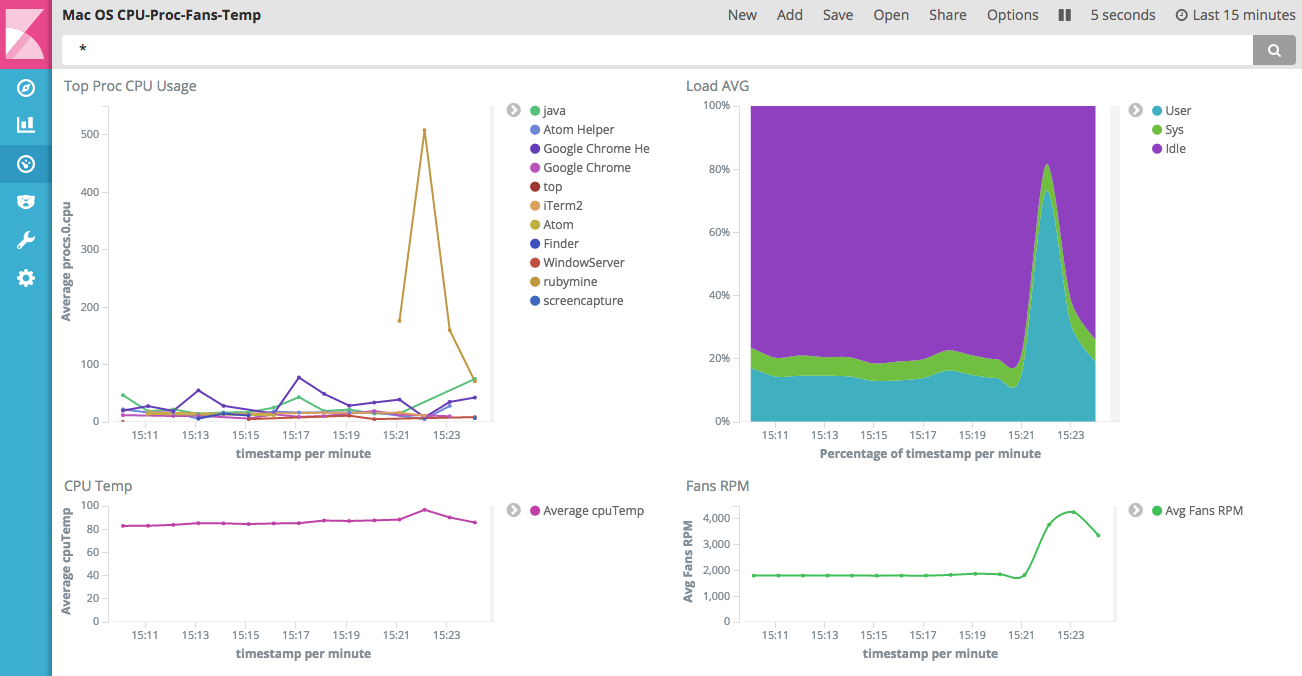 Mac OS CPU-Proc-Fans-Temp New Add Save Open Share Options 5 seconds Last 15 minutes
*
Top Proc CPU Usage
500
400
300
200
100
0
Average procs.0.cpu
15:11 15:13 15:15 15:17 15:19 15:21 15:23
timestamp per minute
java
Atom Helper
Google Chrome He
Google Chrome
top
iTerm2
Atom
Finder
WindowServer
rubymine
screencapture
Load AVG
100%
80%
60%
40%
20%
0%
15:11 15:13 15:15 15:17 15:19 15:21 15:23
Percentage of timestamp per minute
User
Sys
Idle
CPU Temp
100
80
60
40
20
0
Average cpuTemp
15:11 15:13 15:15 15:17 15:19 15:21 15:23
timestamp per minute
Average cpuTemp
Fans RPM
4,000
3,000
2,000
1,000
0
Avg Fans RPM
15:11 15:13 15:15 15:17 15:19 15:21 15:23
timestamp per minute
Avg Fans RPM